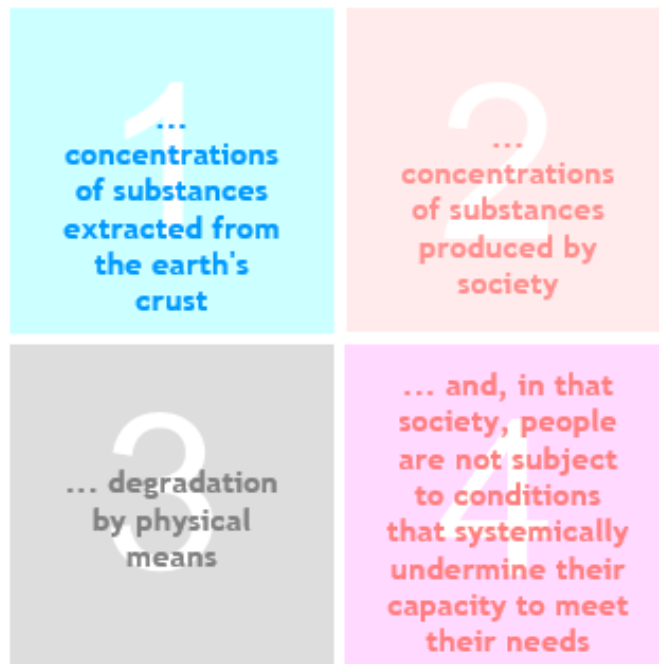 1
...
concentrations
of substances
extracted from
the earth's
crust
2
...
concentrations
of substances
produced by
society
3
... degradation
by physical
means
4
... and, in that
society, people
are not subject
to conditions
that systemically
undermine their
capacity to meet
their needs